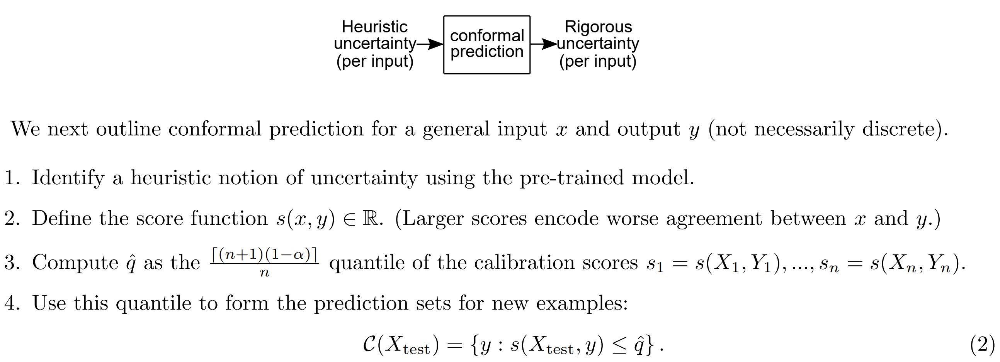 Heuristic
uncertainty
(per input)
conformal
prediction
Rigorous
uncertainty
(per input)
We next outline conformal prediction for a general input x and output y (not necessarily discrete).
1. Identify a heuristic notion of uncertainty using the pre-trained model.
2. Define the score function s(x, y) ∈ ℝ. (Larger scores encode worse agreement between x and y.)
3. Compute q̂ as the ⌈(n+1)(1−α)⌉/n quantile of the calibration scores s₁ = s(X₁, Y₁), ..., sₙ = s(Xₙ, Yₙ).
4. Use this quantile to form the prediction sets for new examples:
𝒞(X_test) = {y : s(X_test, y) ≤ q̂} . (2)